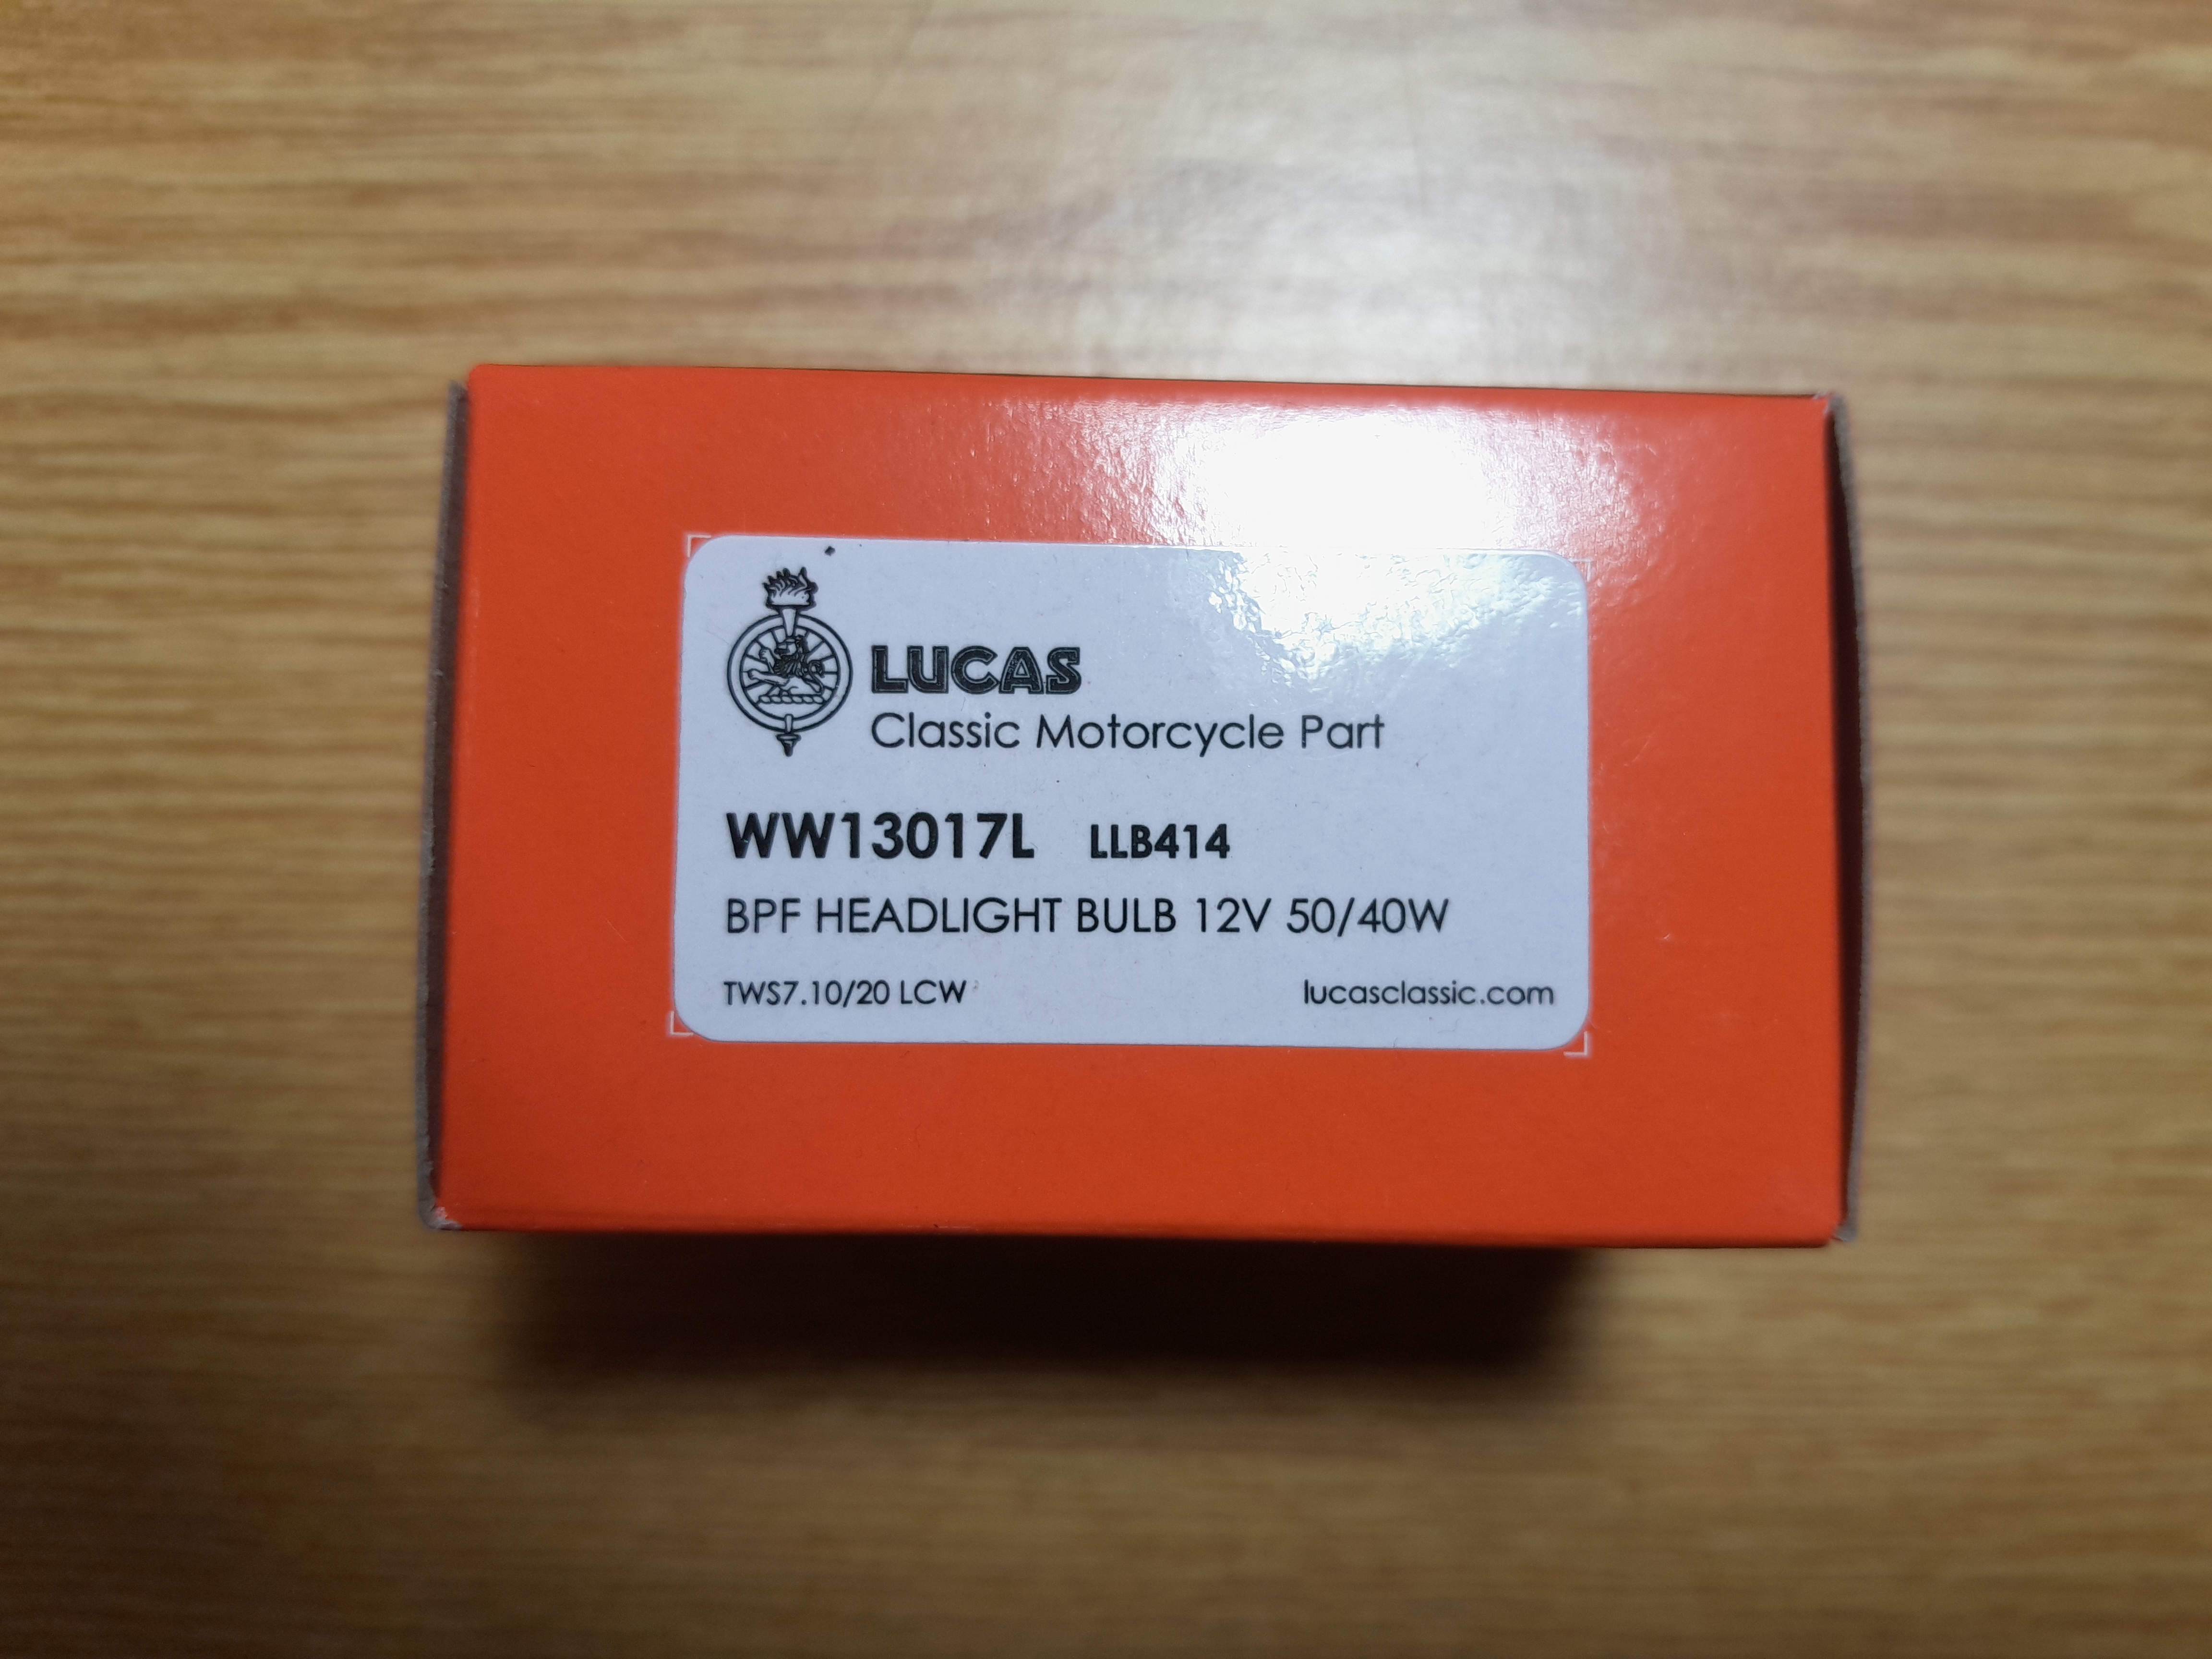 LUCAS
Classic Motorcycle Part
WW13017L LLB414
BPF HEADLIGHT BULB 12V 50/40W
TWS7.10/20 LCW lucasclassic.com